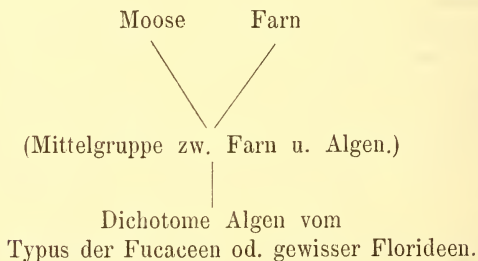 Moose Farn
(Mittelgruppe zw. Farn u. Algen.)
Dichotome Algen vom
Typus der Fucaceen od. gewisser Florideen.